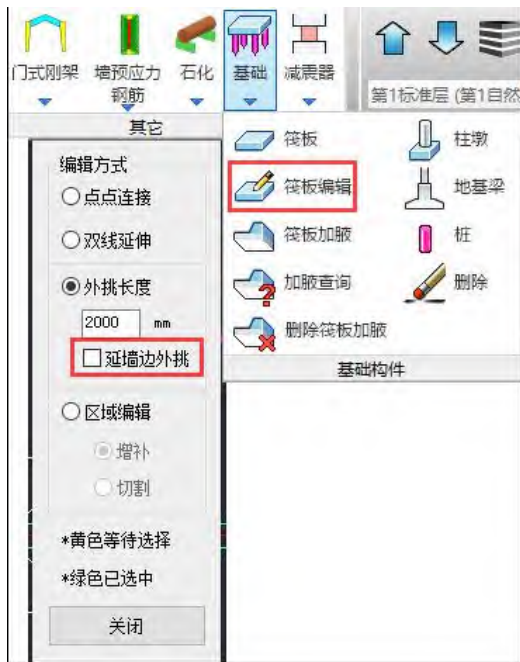 门式刚架 墙预应力 石化 基础 减震器
钢筋
第1标准层 (第1自然
其它
编辑方式
点点连接
双线延伸
外挑长度
2000 mm
延墙边外挑
区域编辑
增补
切割
*黄色等待选择
*绿色已选中
关闭
筏板 柱墩
筏板编辑 地基梁
筏板加腋 桩
加腋查询 删除
删除筏板加腋
基础构件